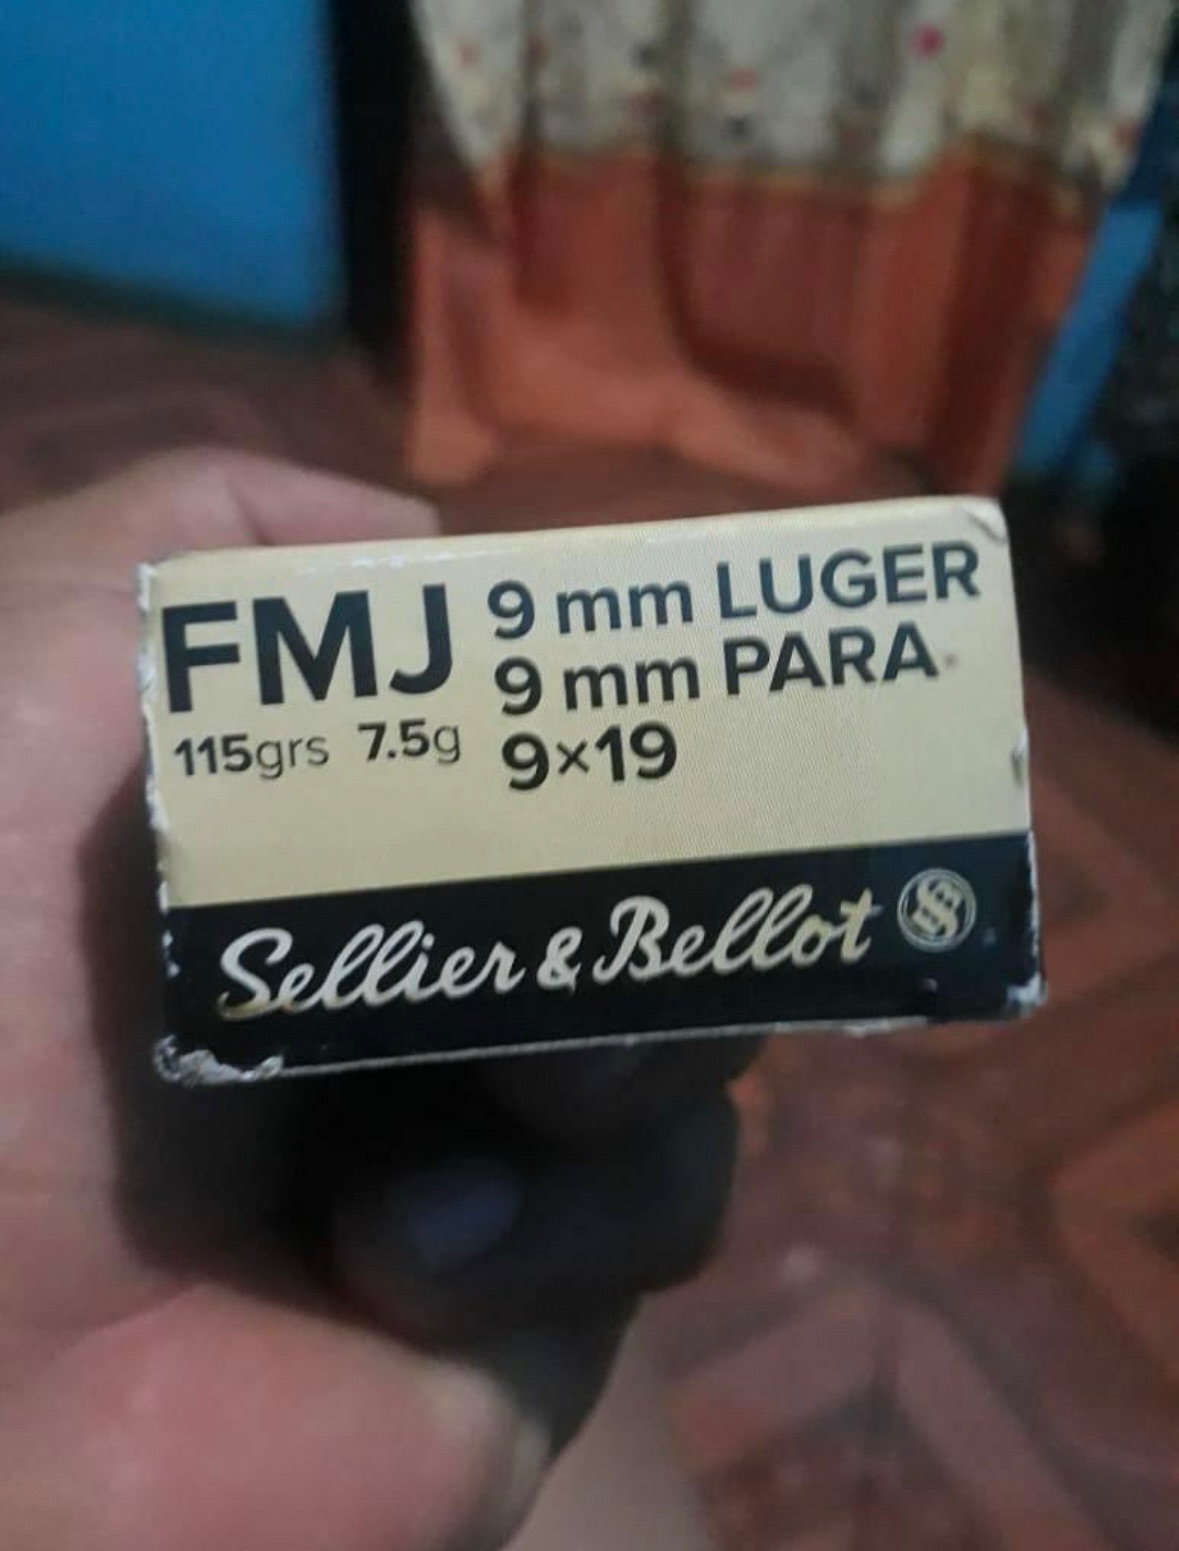 FMJ
115grs 7.5g
9 mm LUGER
9 mm PARA
9×19
Sellier & Bellot